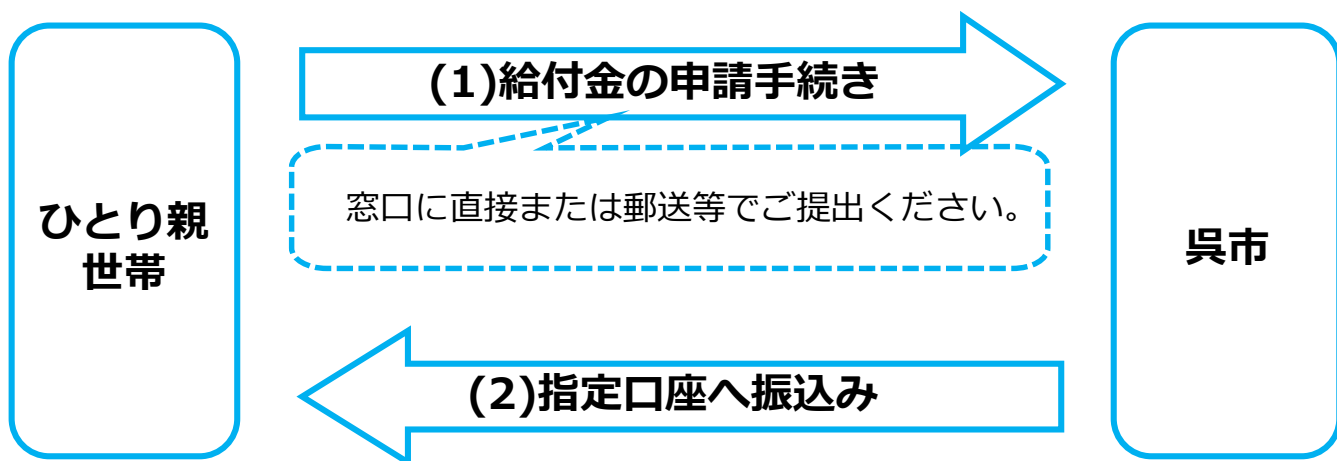 (1)給付金の申請手続き
窓口に直接または郵送等でご提出ください。
ひとり親
世帯
呉市
(2)指定口座へ振込み